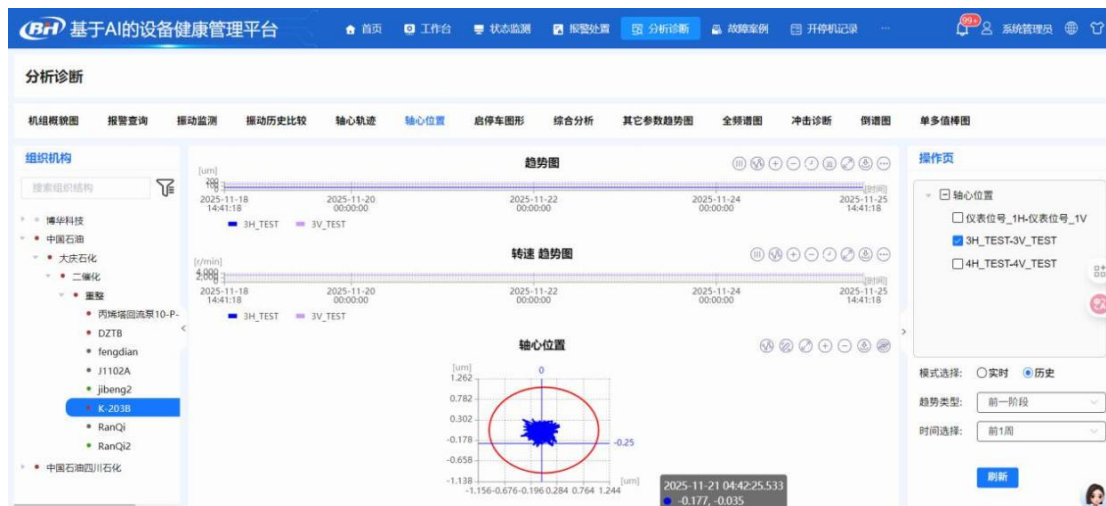 BH 基于AI的设备健康管理平台
首页 工作台 状态监测 报警处置 分析诊断 故障案例 开停机记录 ... 99+ 系统管理员
分析诊断
机组概貌图 报警查询 振动监测 振动历史比较 轴心轨迹 轴心位置 启停车图形 综合分析 其它参数趋势图 全频谱图 冲击诊断 倒谱图 单多值棒图
组织机构
搜索组织结构
博华科技
中国石油
大庆石化
二催化
重整
丙烯塔回流泵10-P-
DZTB
fengdian
J1102A
jibeng2
K-203B
RanQi
RanQi2
中国石油四川石化
趋势图
[um]
200
100
0
[时间]
2025-11-18 14:41:18
2025-11-20 00:00:00
2025-11-22 00:00:00
2025-11-24 00:00:00
2025-11-25 14:41:18
3H_TEST 3V_TEST
转速 趋势图
[r/min]
4,000
2,000
0
[时间]
2025-11-18 14:41:18
2025-11-20 00:00:00
2025-11-22 00:00:00
2025-11-24 00:00:00
2025-11-25 14:41:18
3H_TEST 3V_TEST
轴心位置
[um]
0
1.262
0.782
0.302
-0.178
-0.25
-0.658
-1.138
[um]
-1.156 -0.676 -0.196 0.284 0.764 1.244
2025-11-21 04:42:25.533
-0.177, -0.035
操作页
轴心位置
仪表位号_1H-仪表位号_1V
3H_TEST-3V_TEST
4H_TEST-4V_TEST
模式选择: 实时 历史
趋势类型: 前一阶段
时间选择: 前1周
刷新